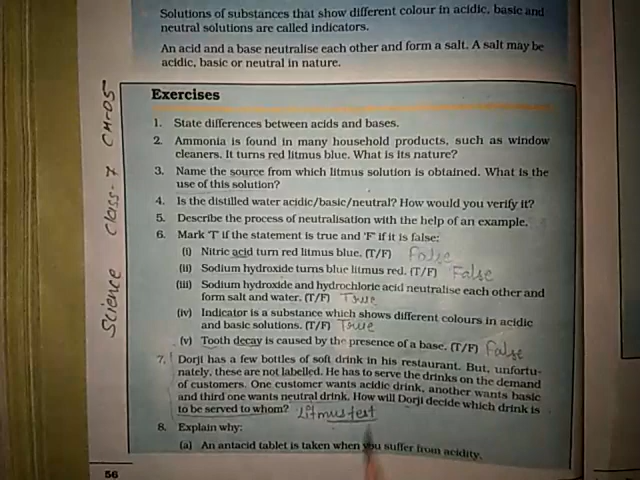 Solutions of substances that show different colour in acidic, basic and
neutral solutions are called indicators.
An acid and a base neutralise each other and form a salt. A salt may be
acidic, basic or neutral in nature.
Science Class-7 CH-05
Exercises
1. State differences between acids and bases.
2. Ammonia is found in many household products, such as window
cleaners. It turns red litmus blue. What is its nature?
3. Name the source from which litmus solution is obtained. What is the
use of this solution?
4. Is the distilled water acidic/basic/neutral? How would you verify it?
5. Describe the process of neutralisation with the help of an example.
6. Mark 'T' if the statement is true and 'F' if it is false:
(i) Nitric acid turn red litmus blue. (T/F) False
(ii) Sodium hydroxide turns blue litmus red. (T/F) False
(iii) Sodium hydroxide and hydrochloric acid neutralise each other and
form salt and water. (T/F) True
(iv) Indicator is a substance which shows different colours in acidic
and basic solutions. (T/F) True
(v) Tooth decay is caused by the presence of a base. (T/F) False
7. Dorji has a few bottles of soft drink in his restaurant. But, unfortu-
nately, these are not labelled. He has to serve the drinks on the demand
of customers. One customer wants acidic drink, another wants basic
and third one wants neutral drink. How will Dorji decide which drink is
to be served to whom? Litmus test
8. Explain why:
(a) An antacid tablet is taken when you suffer from acidity.
56